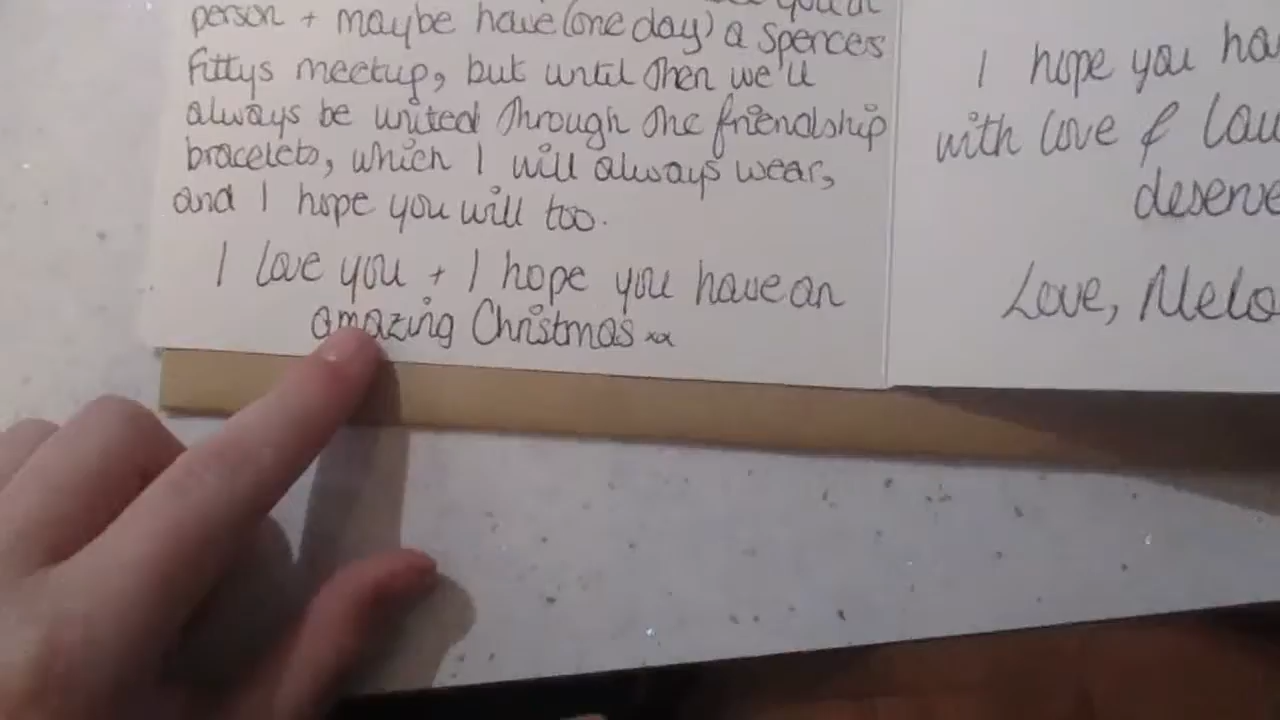 person + maybe have (one day) a spences
fittys meetup, but until then we'll
always be united through the friendship
bracelets, which I will always wear,
and I hope you will too.
I love you + I hope you have an
amazing Christmas xx
I hope you ha
with love & lau
deserve
Love, Melo